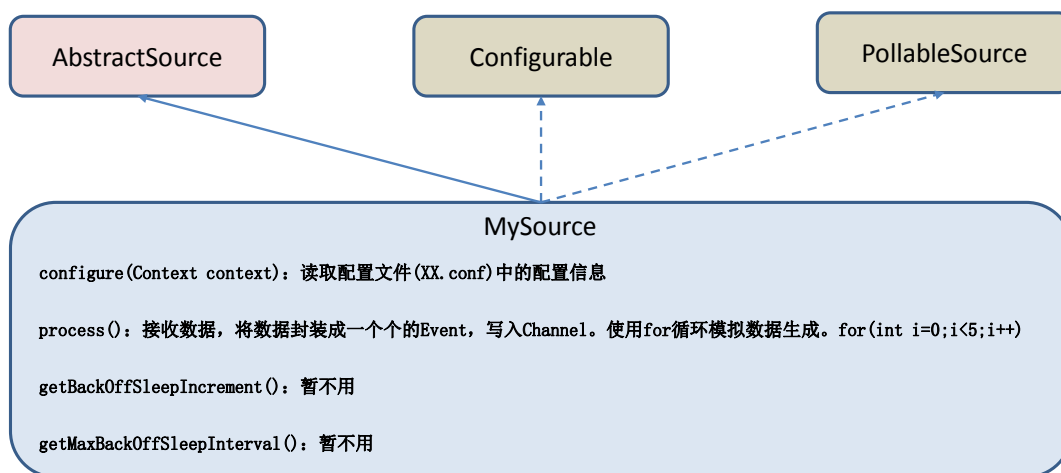 AbstractSource
Configurable
PollableSource
MySource
configure(Context context): 读取配置文件(XX.conf)中的配置信息
process(): 接收数据，将数据封装成一个个的Event，写入Channel。使用for循环模拟数据生成。for(int i=0;i<5;i++)
getBackOffSleepIncrement(): 暂不用
getMaxBackOffSleepInterval(): 暂不用